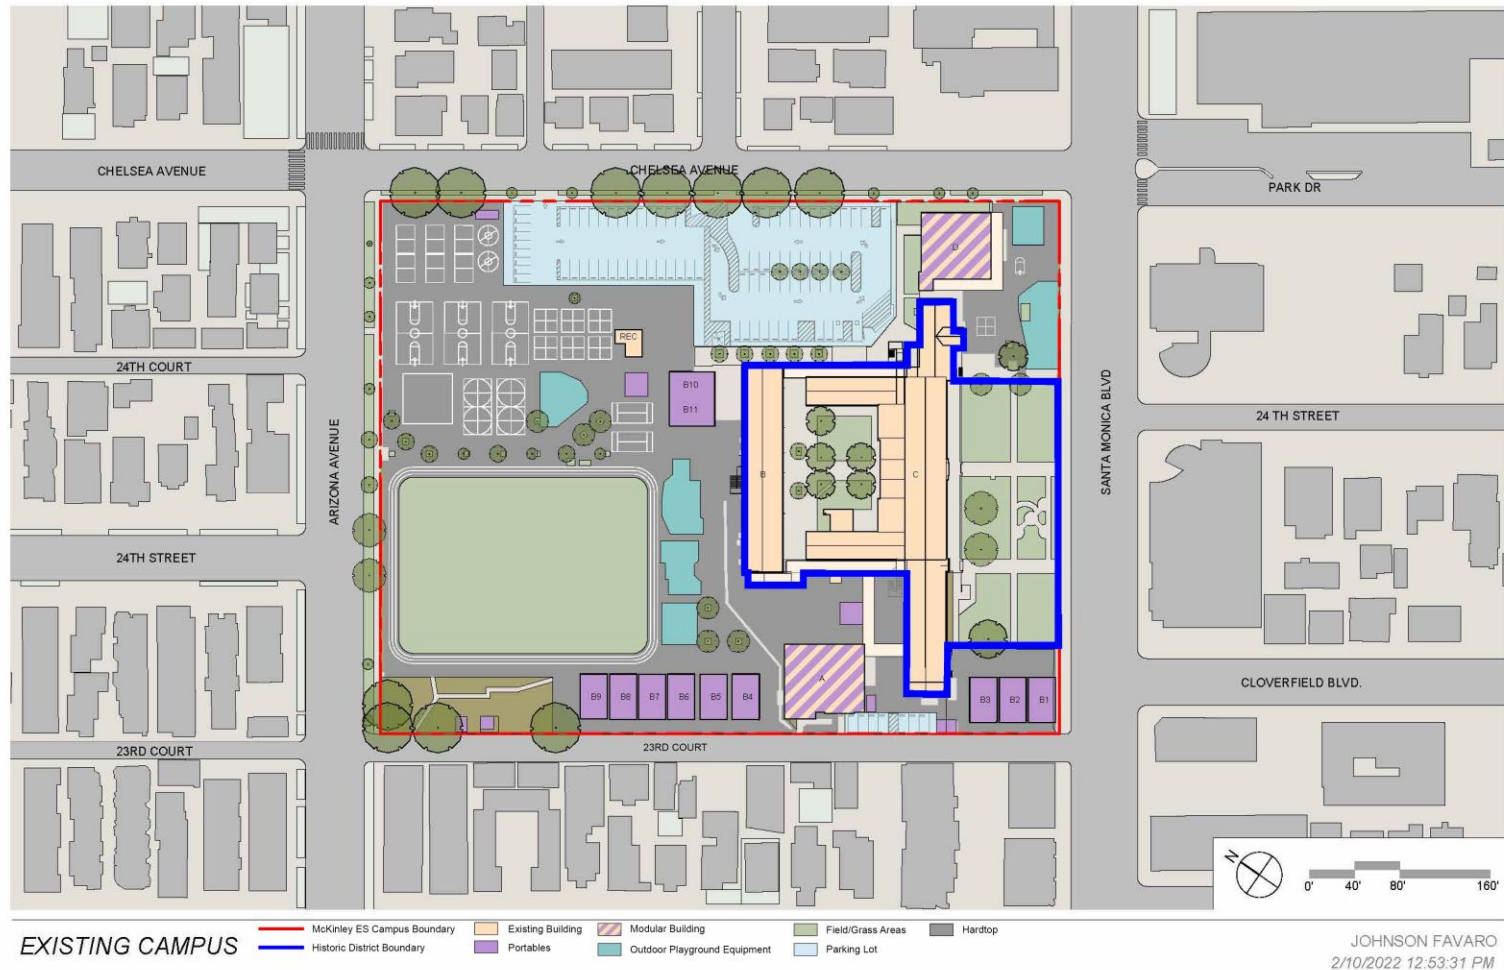 CHELSEA AVENUE
CHELSEA AVENUE
PARK DR
D
REC
24TH COURT
B10
B11
SANTA MONICA BLVD
24 TH STREET
ARIZONA AVENUE
B
C
24TH STREET
A
B9
B8
B7
B6
B5
B4
B3
B2
B1
CLOVERFIELD BLVD.
23RD COURT
23RD COURT
N
0'
40'
80'
160'
EXISTING CAMPUS
McKinley ES Campus Boundary
Historic District Boundary
Existing Building
Portables
Modular Building
Outdoor Playground Equipment
Field/Grass Areas
Parking Lot
Hardtop
JOHNSON FAVARO
2/10/2022 12:53:31 PM